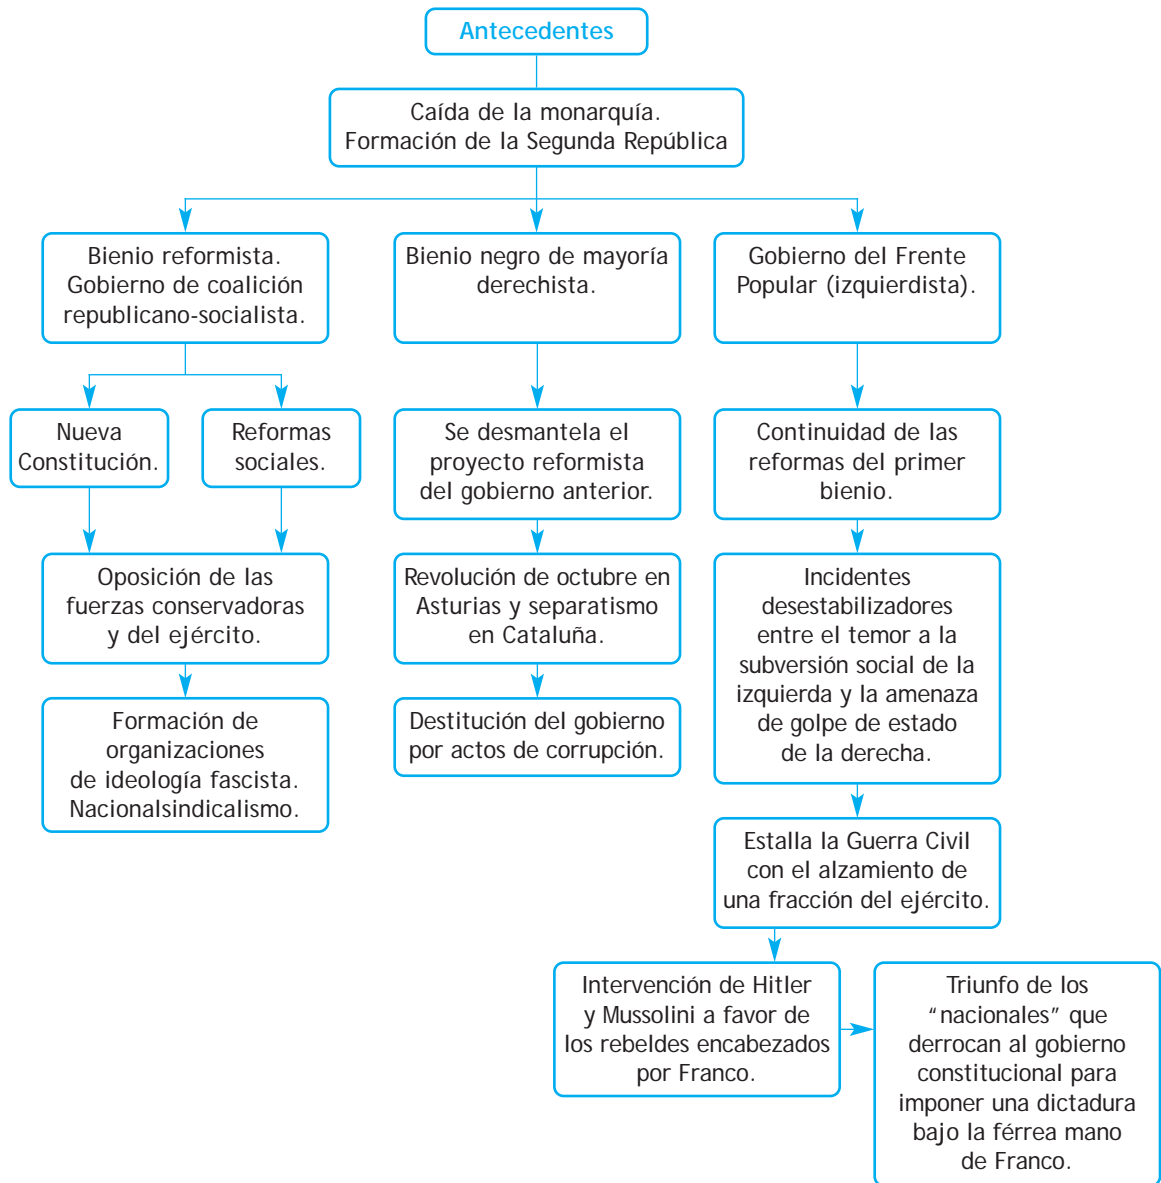 Antecedentes
Caída de la monarquía.
Formación de la Segunda República
Bienio reformista.
Gobierno de coalición
republicano-socialista.
Bienio negro de mayoría
derechista.
Gobierno del Frente
Popular (izquierdista).
Nueva
Constitución.
Reformas
sociales.
Se desmantela el
proyecto reformista
del gobierno anterior.
Continuidad de las
reformas del primer
bienio.
Oposición de las
fuerzas conservadoras
y del ejército.
Revolución de octubre en
Asturias y separatismo
en Cataluña.
Incidentes
desestabilizadores
entre el temor a la
subversión social de la
izquierda y la amenaza
de golpe de estado
de la derecha.
Formación de
organizaciones
de ideología fascista.
Nacionalsindicalismo.
Destitución del gobierno
por actos de corrupción.
Estalla la Guerra Civil
con el alzamiento de
una fracción del ejército.
Intervención de Hitler
y Mussolini a favor de
los rebeldes encabezados
por Franco.
Triunfo de los
“nacionales” que
derrocan al gobierno
constitucional para
imponer una dictadura
bajo la férrea mano
de Franco.